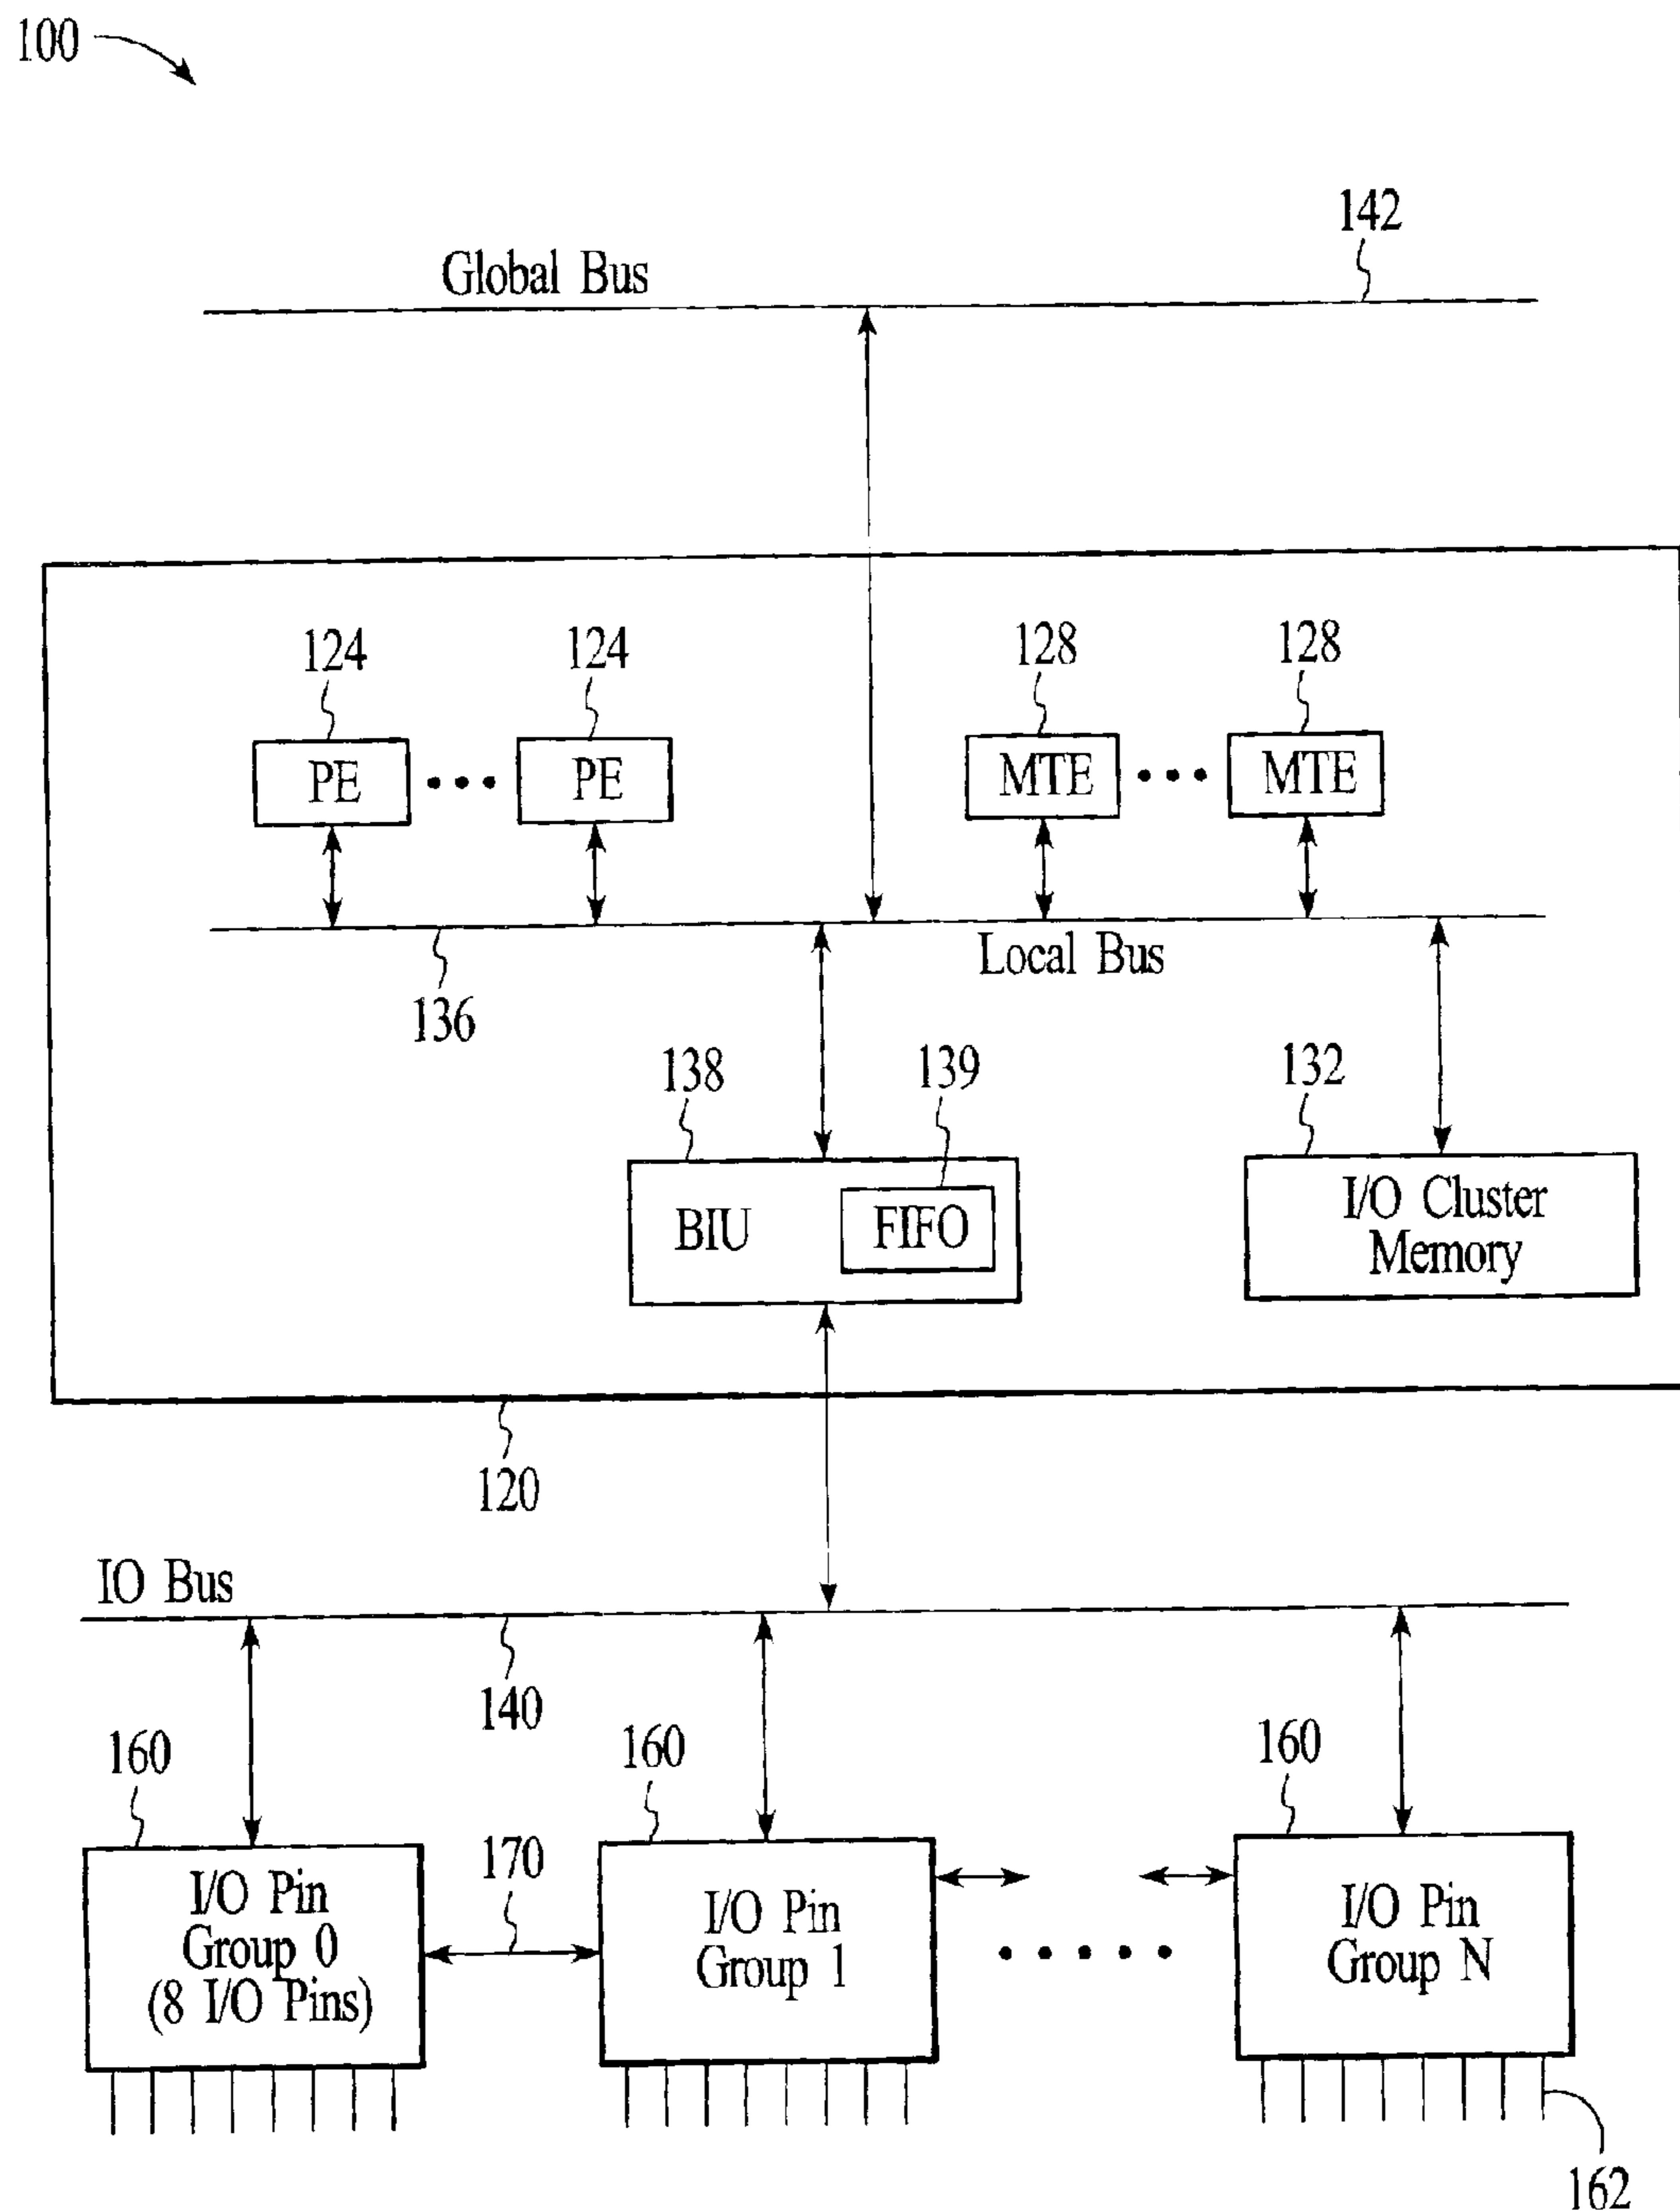 100
142
Global Bus
124
124
128
128
PE
PE
MTE
MTE
Local Bus
136
138
139
132
BIU
FIFO
I/O Cluster
Memory
120
IO Bus
140
160
160
160
170
I/O Pin
Group 0
(8 I/O Pins)
I/O Pin
Group 1
I/O Pin
Group N
162